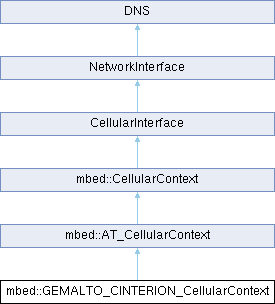 DNS
NetworkInterface
CellularInterface
mbed::CellularContext
mbed::AT_CellularContext
mbed::GEMALTO_CINTERION_CellularContext